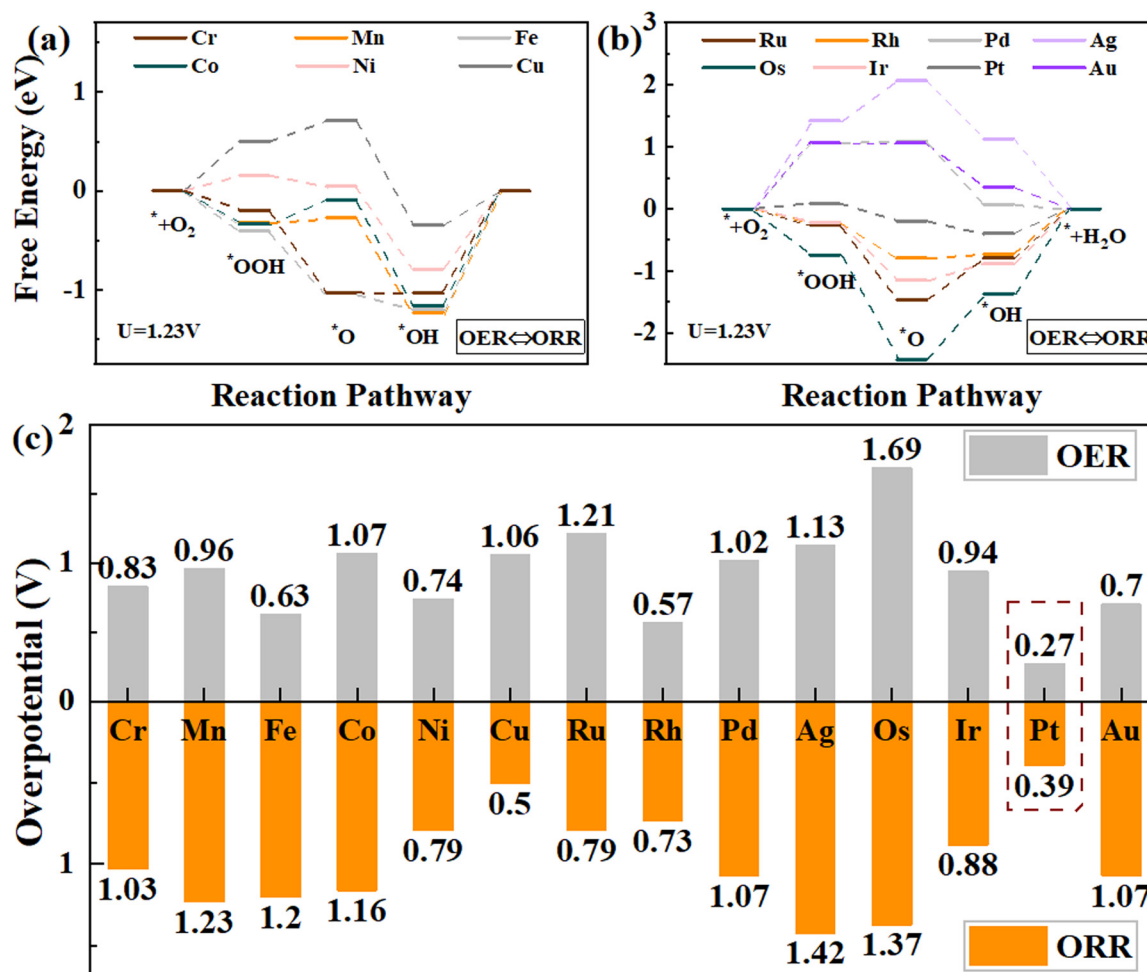 (a)
Cr Mn Fe
Co Ni Cu
Free Energy (eV)
1
0
-1
*+O₂
*OOH
*O
*OH
U=1.23V
OER⇔ORR
Reaction Pathway
(b)
Ru Rh Pd Ag
Os Ir Pt Au
3
2
1
0
-1
-2
*+O₂
*+H₂O
*OOH
*OH
*O
U=1.23V
OER⇔ORR
Reaction Pathway
(c)
Overpotential (V)
2
1
0
1
OER
0.83 0.96 0.63 1.07 0.74 1.06 1.21 0.57 1.02 1.13 1.69 0.94 0.27 0.7
Cr Mn Fe Co Ni Cu Ru Rh Pd Ag Os Ir Pt Au
1.03 1.23 1.2 1.16 0.79 0.5 0.79 0.73 1.07 1.42 1.37 0.88 0.39 1.07
ORR